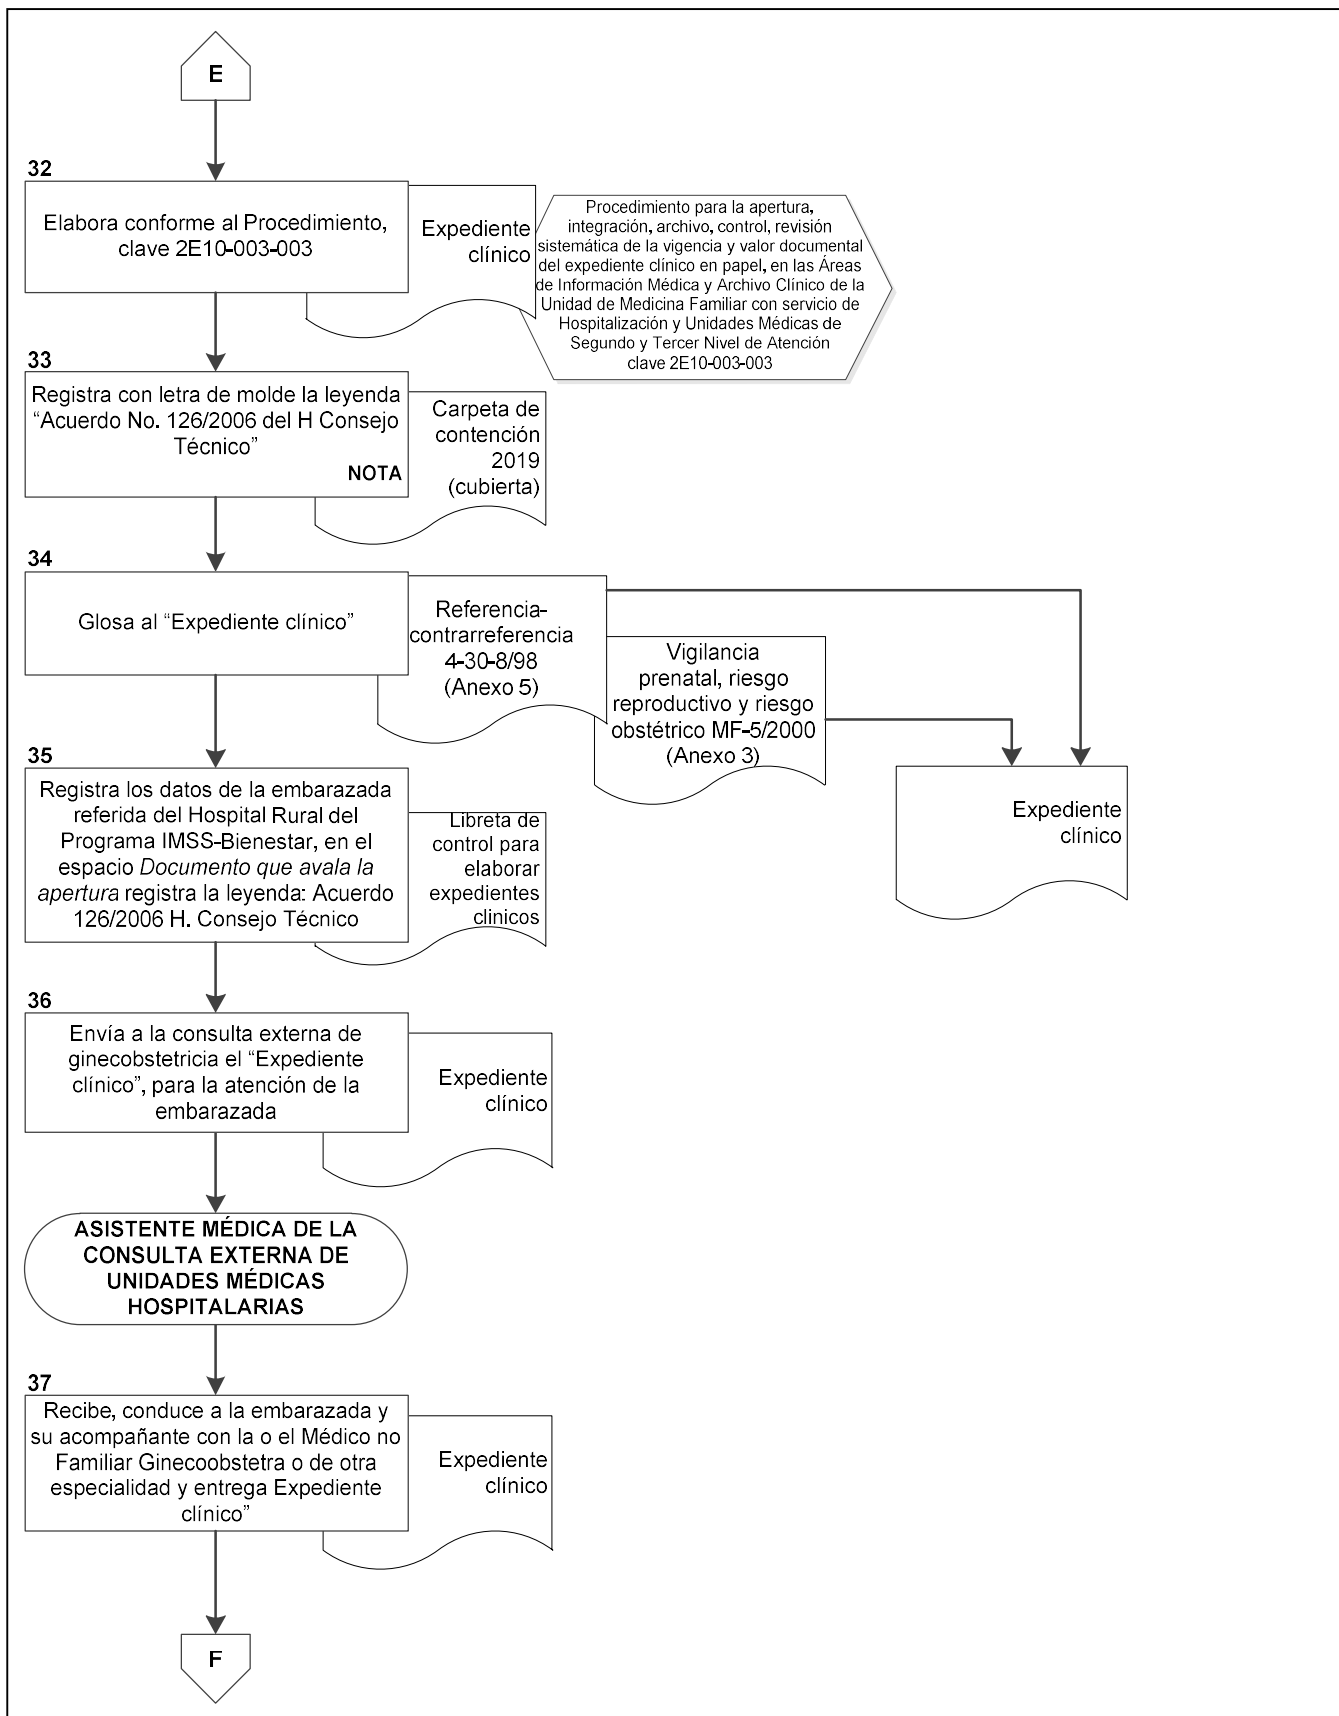 E
32
Elabora conforme al Procedimiento,
clave 2E10-003-003
Expediente
clínico
Procedimiento para la apertura,
integración, archivo, control, revisión
sistemática de la vigencia y valor documental
del expediente clínico en papel, en las Áreas
de Información Médica y Archivo Clínico de la
Unidad de Medicina Familiar con servicio de
Hospitalización y Unidades Médicas de
Segundo y Tercer Nivel de Atención
clave 2E10-003-003
33
Registra con letra de molde la leyenda
“Acuerdo No. 126/2006 del H Consejo
Técnico”
NOTA
Carpeta de
contención
2019
(cubierta)
34
Glosa al “Expediente clínico”
Referencia-
contrarreferencia
4-30-8/98
(Anexo 5)
Vigilancia
prenatal, riesgo
reproductivo y riesgo
obstétrico MF-5/2000
(Anexo 3)
Expediente
clínico
35
Registra los datos de la embarazada
referida del Hospital Rural del
Programa IMSS-Bienestar, en el
espacio Documento que avala la
apertura registra la leyenda: Acuerdo
126/2006 H. Consejo Técnico
Libreta de
control para
elaborar
expedientes
clinicos
36
Envía a la consulta externa de
ginecobstetricia el “Expediente
clínico”, para la atención de la
embarazada
Expediente
clínico
ASISTENTE MÉDICA DE LA
CONSULTA EXTERNA DE
UNIDADES MÉDICAS
HOSPITALARIAS
37
Recibe, conduce a la embarazada y
su acompañante con la o el Médico no
Familiar Ginecoobstetra o de otra
especialidad y entrega Expediente
clínico”
Expediente
clínico
F